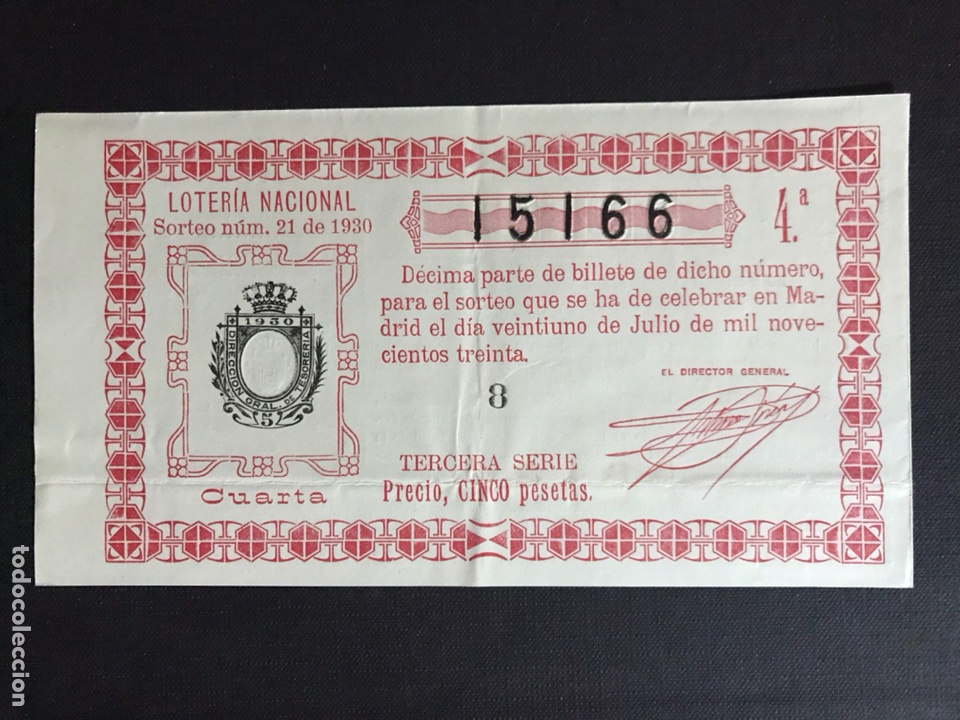 LOTERÍA NACIONAL
Sorteo núm. 21 de 1930
15166
4.ª
Décima parte de billete de dicho número,
para el sorteo que se ha de celebrar en Ma-
drid el día veintiuno de Julio de mil nove-
cientos treinta.
1930
DIRECCION GRAL. DE TESORERIA
5
8
EL DIRECTOR GENERAL
TERCERA SERIE
Cuarta
Precio, CINCO pesetas.
todocoleccion